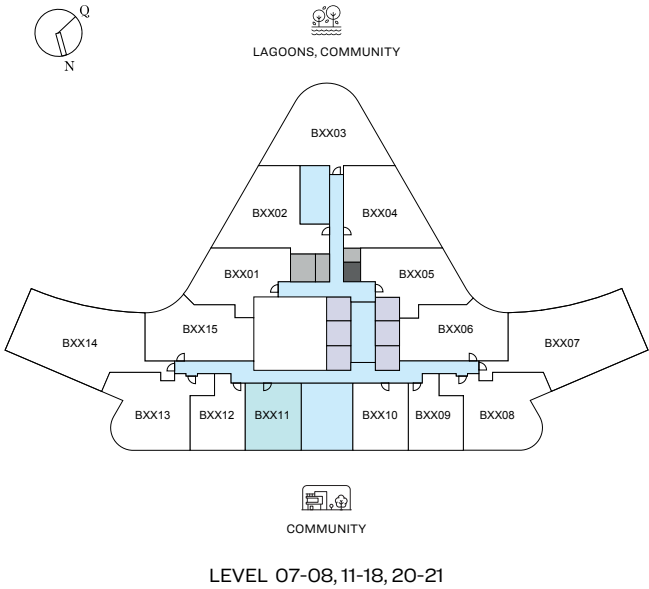 Q
N
LAGOONS, COMMUNITY
BXX03
BXX02
BXX04
BXX01
BXX05
BXX14
BXX15
BXX06
BXX07
BXX13
BXX12
BXX11
BXX10
BXX09
BXX08
COMMUNITY
LEVEL 07-08, 11-18, 20-21